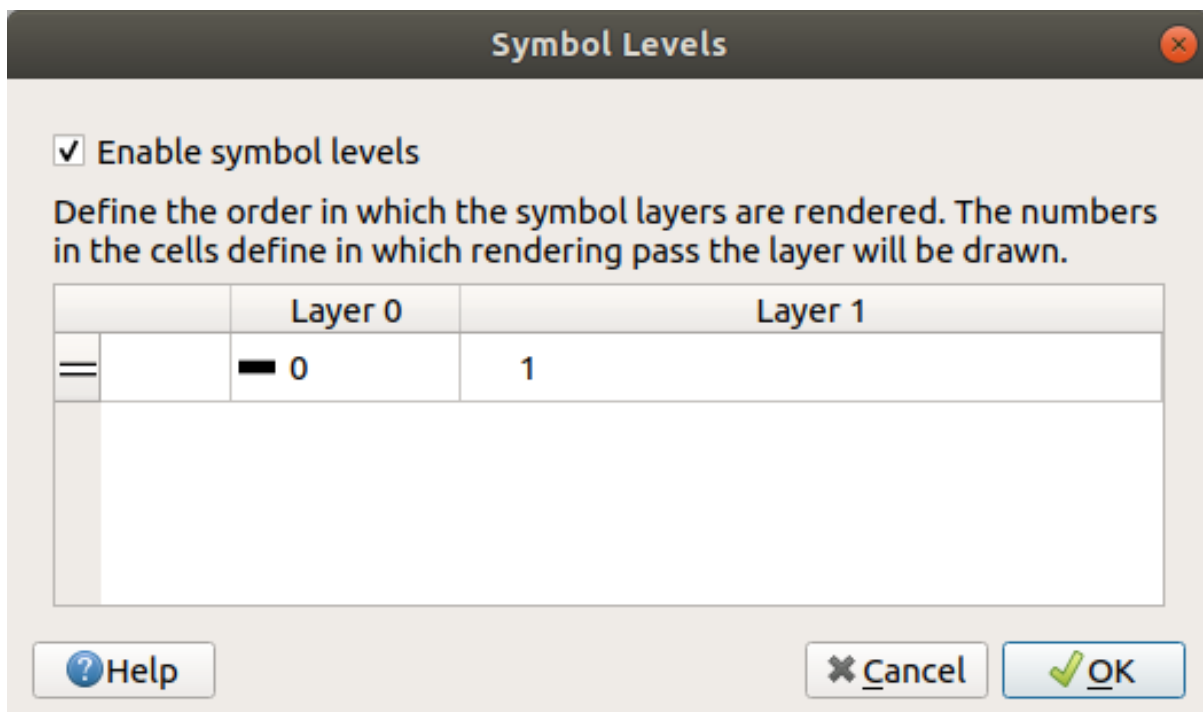 Symbol Levels
Enable symbol levels
Define the order in which the symbol layers are rendered. The numbers
in the cells define in which rendering pass the layer will be drawn.
Layer 0 Layer 1
0 1
Help Cancel OK